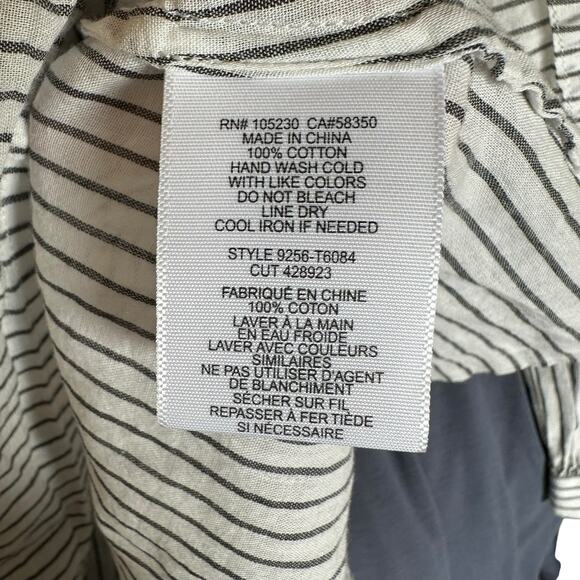 RN# 105230 CA#58350
MADE IN CHINA
100% COTTON
HAND WASH COLD
WITH LIKE COLORS
DO NOT BLEACH
LINE DRY
COOL IRON IF NEEDED
STYLE 9256-T6084
CUT 428923
FABRIQUÉ EN CHINE
100% COTON
LAVER À LA MAIN
EN EAU FROIDE
LAVER AVEC COULEURS
SIMILAIRES
NE PAS UTILISER D'AGENT
DE BLANCHIMENT
SÉCHER SUR FIL
REPASSER À FER TIÈDE
SI NÉCESSAIRE